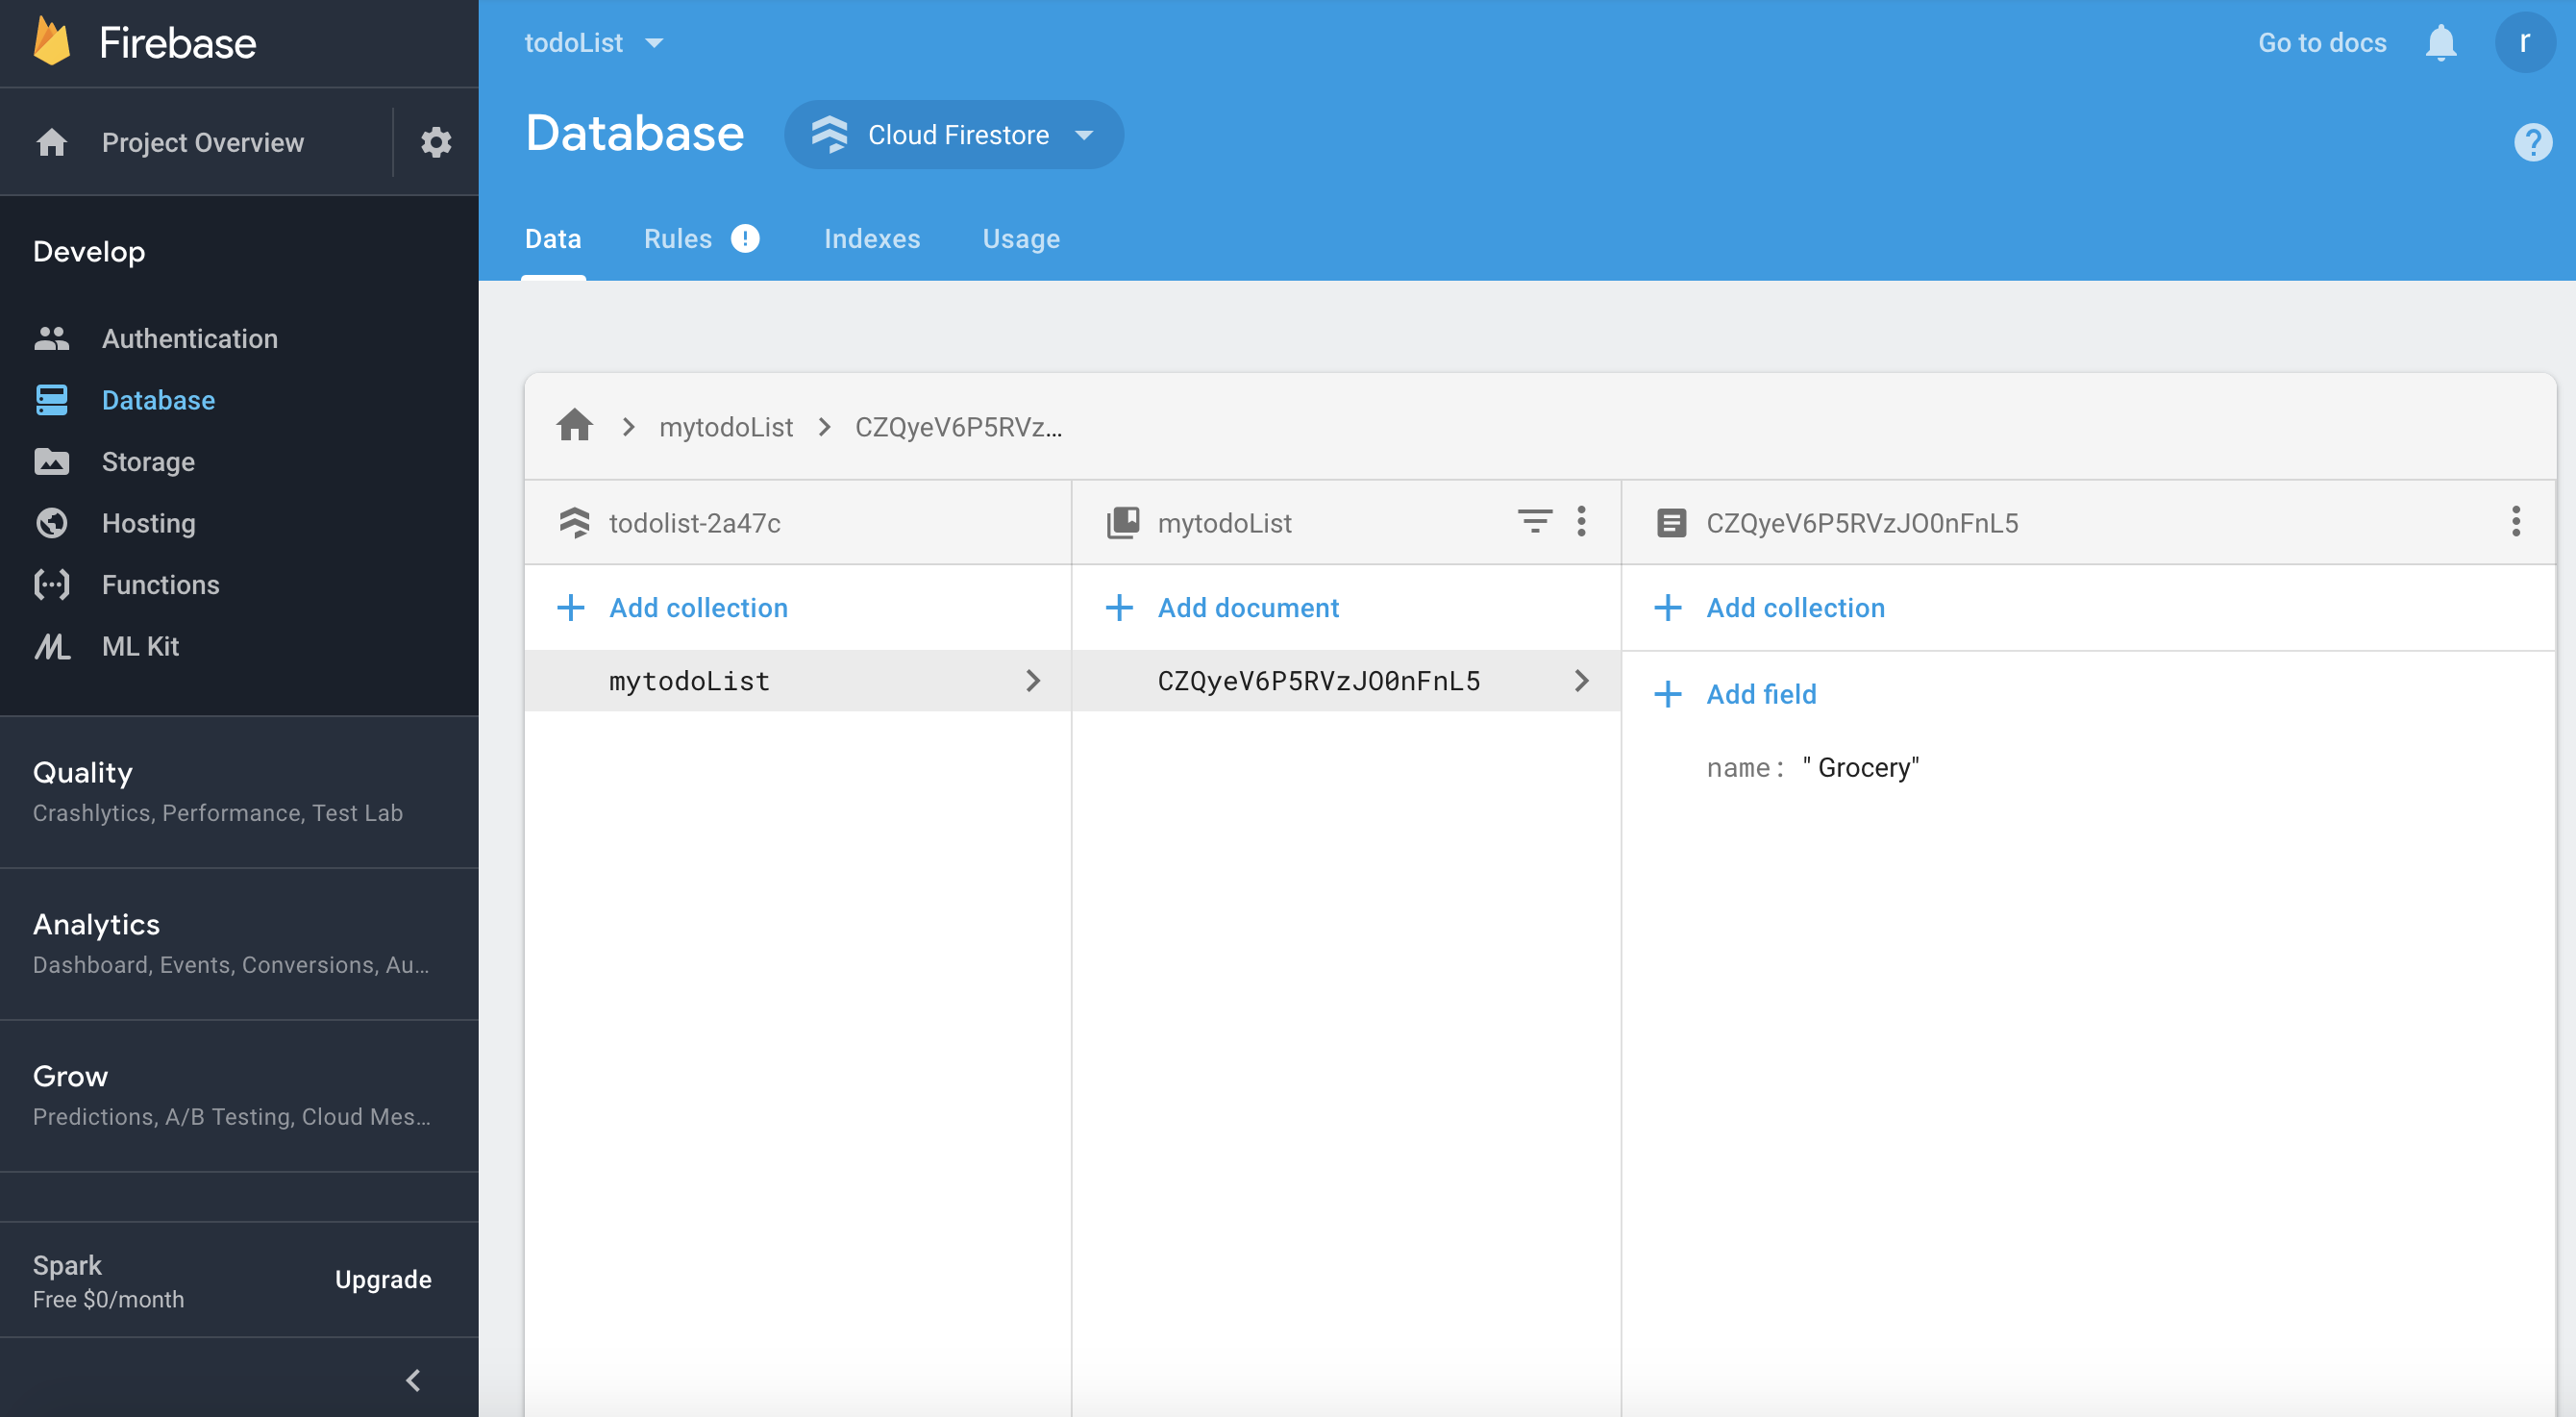 Firebase
Project Overview
Develop
Authentication
Database
Storage
Hosting
Functions
ML Kit
Quality
Crashlytics, Performance, Test Lab
Analytics
Dashboard, Events, Conversions, Au...
Grow
Predictions, A/B Testing, Cloud Mes...
Spark
Free $0/month
Upgrade
todoList
Go to docs
r
Database
Cloud Firestore
?
Data
Rules !
Indexes
Usage
mytodoList
CZQyeV6P5RVz...
todolist-2a47c
mytodoList
CZQyeV6P5RVzJO0nFnL5
+ Add collection
+ Add document
+ Add collection
mytodoList
CZQyeV6P5RVzJO0nFnL5
+ Add field
name: " Grocery"